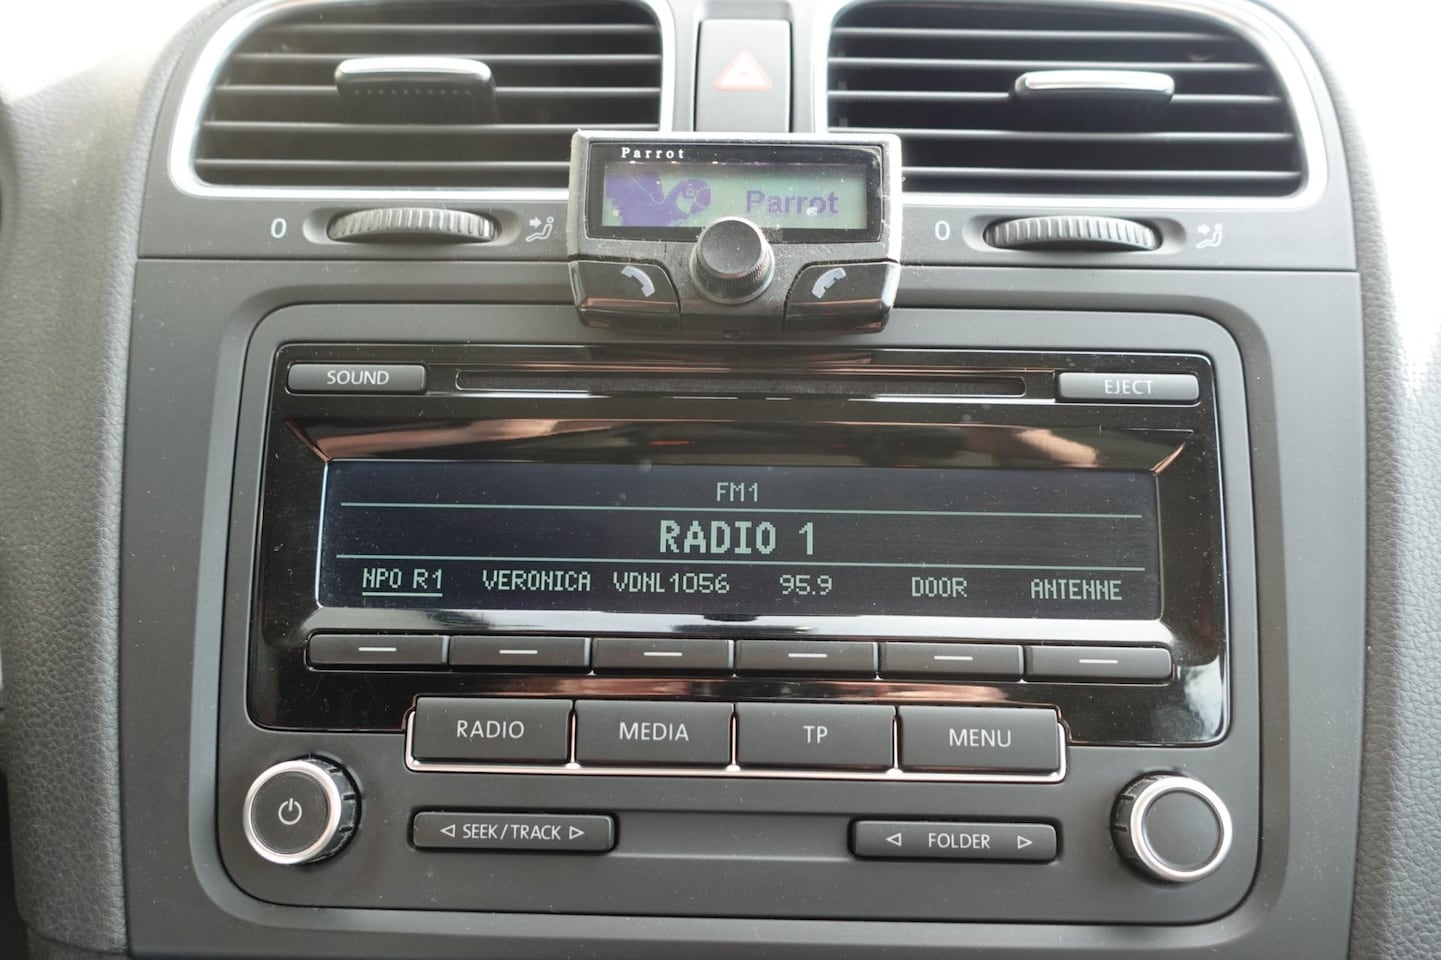 Parrot
Parrot
0
0
SOUND
EJECT
FM1
RADIO 1
NPO R1 VERONICA VDNL1056 95.9 DOOR ANTENNE
RADIO MEDIA TP MENU
SEEK/TRACK
FOLDER